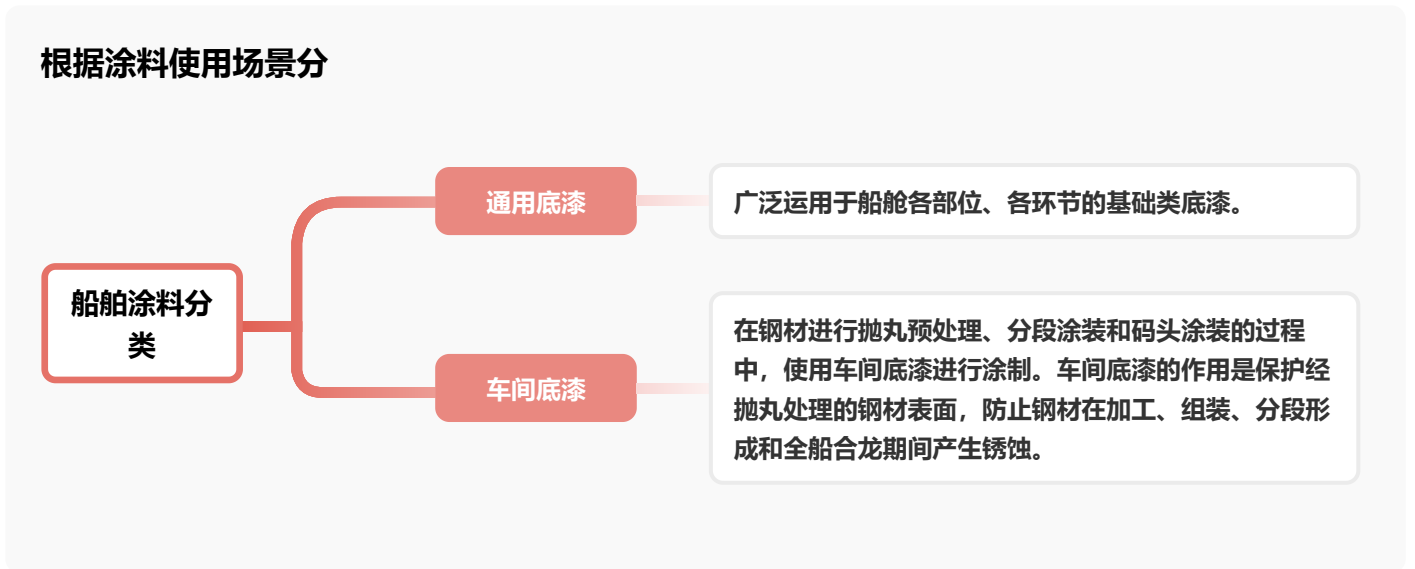 根据涂料使用场景分
通用底漆
广泛运用于船舱各部位、各环节的基础类底漆。
船舶涂料分
类
车间底漆
在钢材进行抛丸预处理、分段涂装和码头涂装的过程
中，使用车间底漆进行涂制。车间底漆的作用是保护经
抛丸处理的钢材表面，防止钢材在加工、组装、分段形
成和全船合龙期间产生锈蚀。